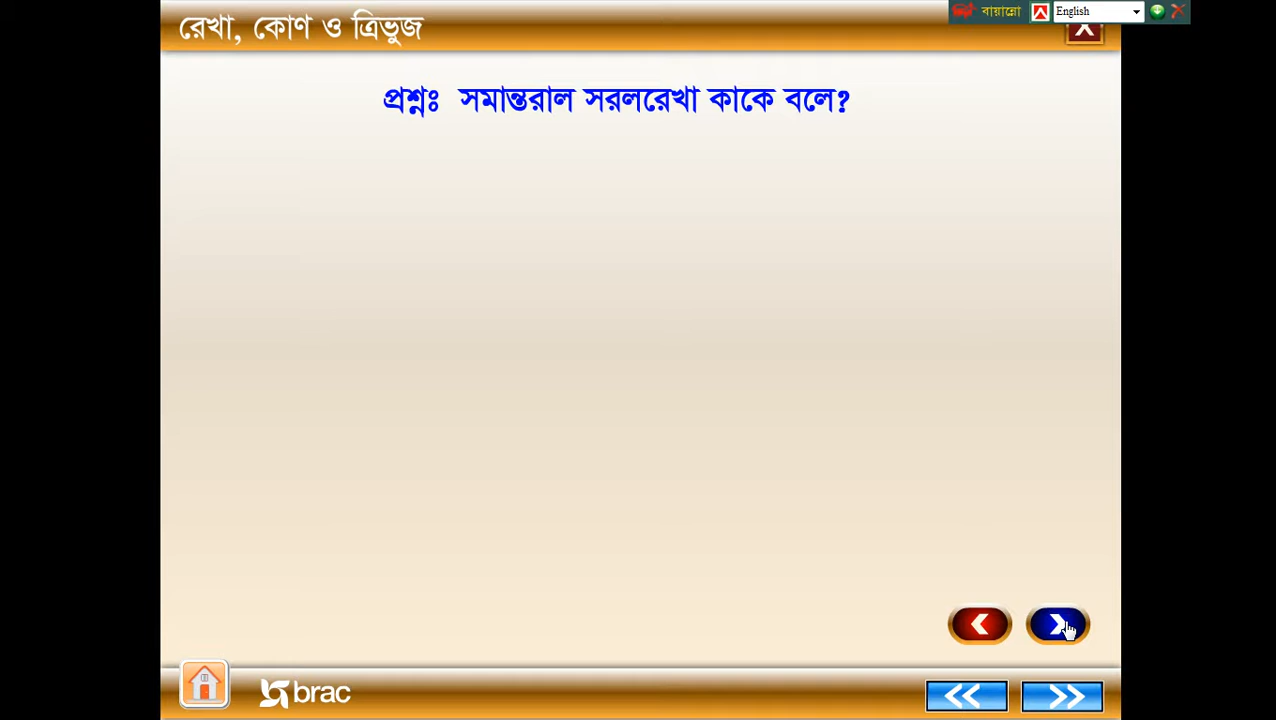 বায়ান্নো English
রেখা, কোণ ও ত্রিভুজ
প্রশ্নঃ সমান্তরাল সরলরেখা কাকে বলে?
brac